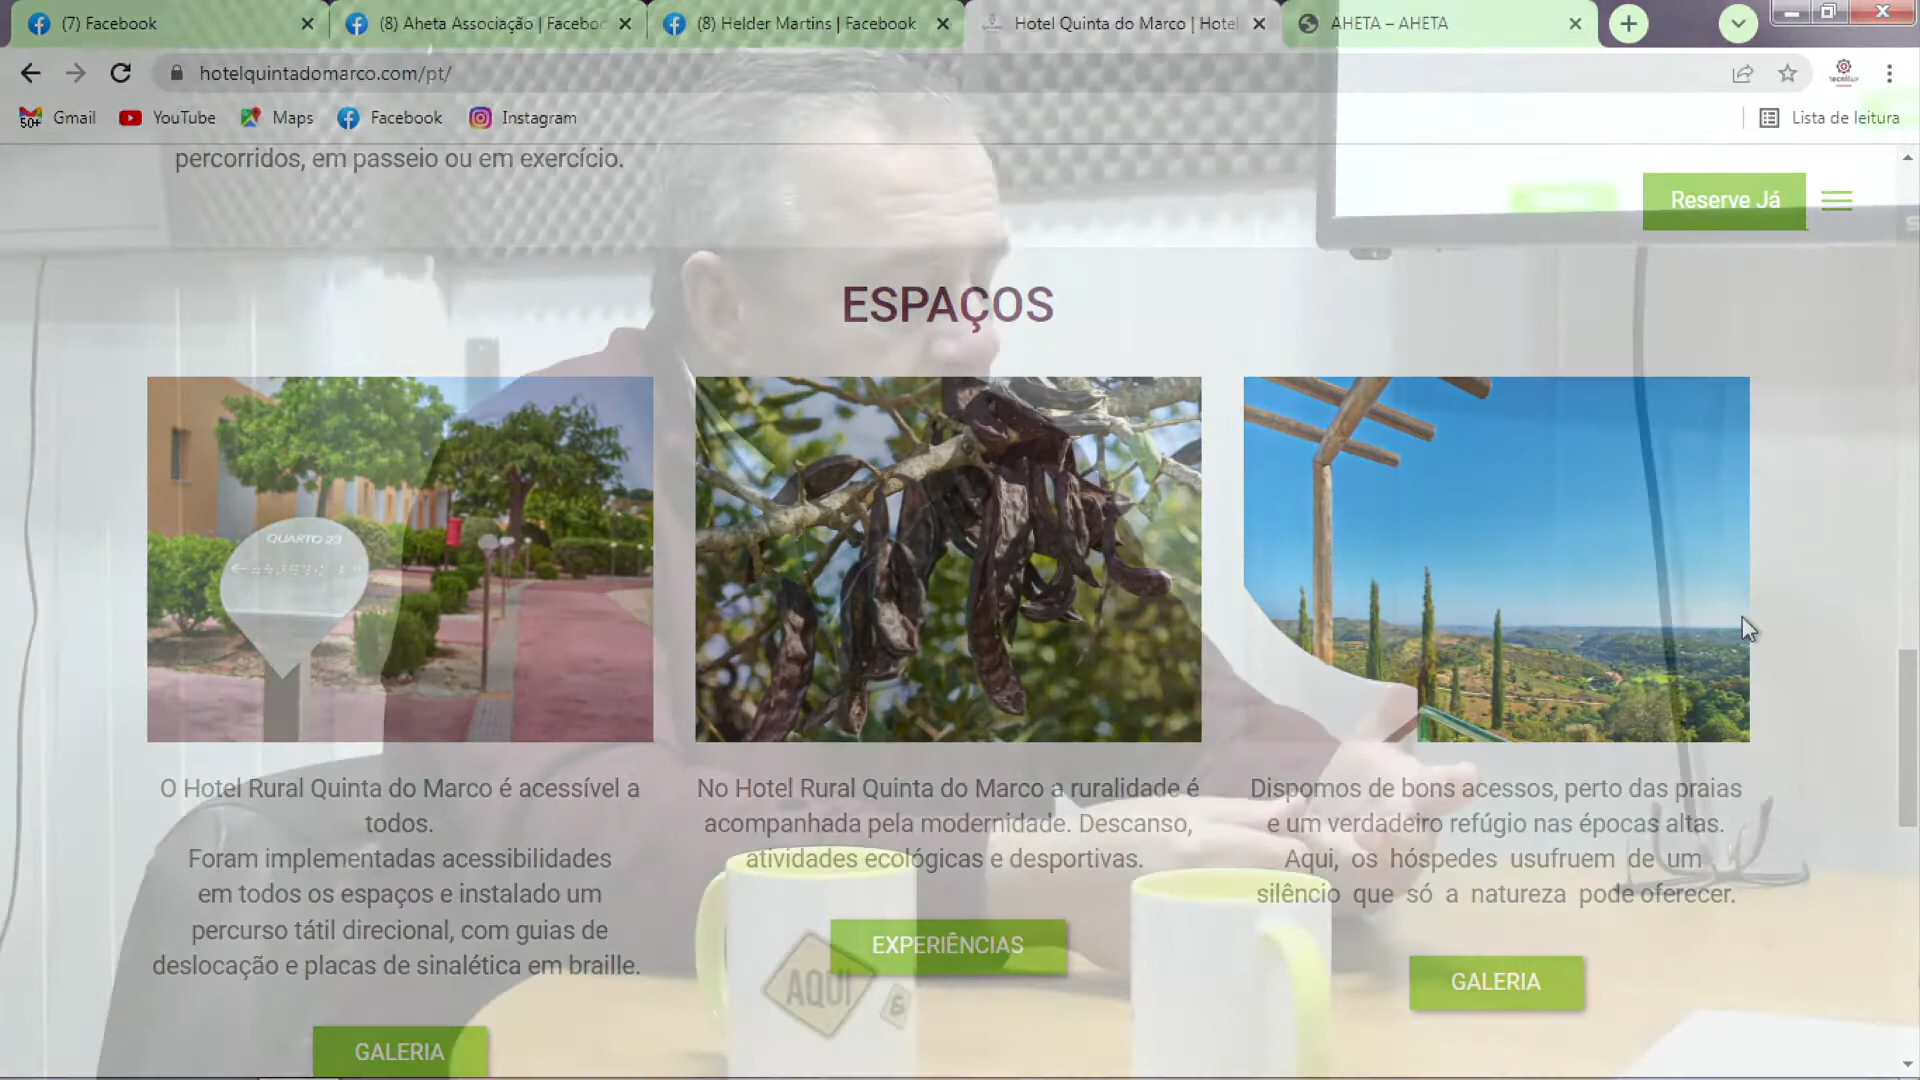 (7) Facebook
(8) Aheta Associação | Faceboo
(8) Helder Martins | Facebook
Hotel Quinta do Marco | Hotel
AHETA – AHETA
hotelquintadomarco.com/pt/
50+
Gmail
YouTube
Maps
Facebook
Instagram
Lista de leitura
percorridos, em passeio ou em exercício.
Reserve Já
ESPAÇOS
QUARTO 23
O Hotel Rural Quinta do Marco é acessível a
todos.
Foram implementadas acessibilidades
em todos os espaços e instalado um
percurso tátil direcional, com guias de
deslocação e placas de sinalética em braille.
GALERIA
No Hotel Rural Quinta do Marco a ruralidade é
acompanhada pela modernidade. Descanso,
atividades ecológicas e desportivas.
EXPERIÊNCIAS
Dispomos de bons acessos, perto das praias
e um verdadeiro refúgio nas épocas altas.
Aqui, os hóspedes usufruem de um
silêncio que só a natureza pode oferecer.
GALERIA
AQUI